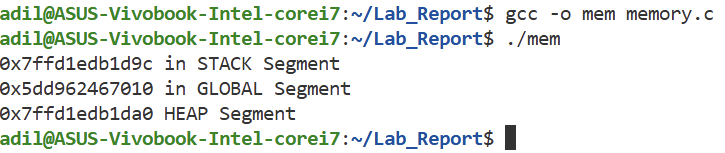 adil@ASUS-Vivobook-Intel-corei7:~/Lab_Report$ gcc -o mem memory.c
adil@ASUS-Vivobook-Intel-corei7:~/Lab_Report$ ./mem
0x7ffd1edb1d9c in STACK Segment
0x5dd962467010 in GLOBAL Segment
0x7ffd1edb1da0 HEAP Segment
adil@ASUS-Vivobook-Intel-corei7:~/Lab_Report$